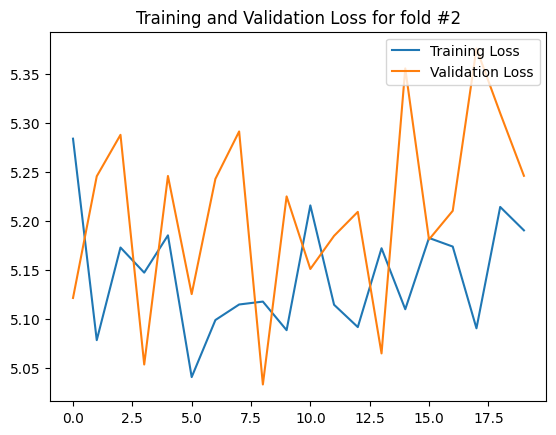 Training and Validation Loss for fold #2
Training Loss
Validation Loss
5.35
5.30
5.25
5.20
5.15
5.10
5.05
0.0 2.5 5.0 7.5 10.0 12.5 15.0 17.5